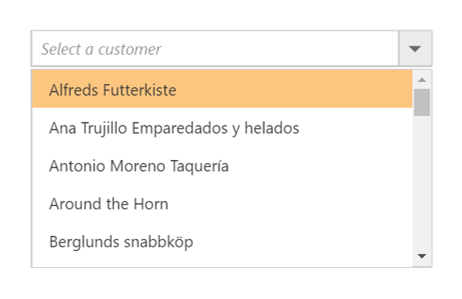 Select a customer
Alfreds Futterkiste
Ana Trujillo Emparedados y helados
Antonio Moreno Taquería
Around the Horn
Berglunds snabbköp